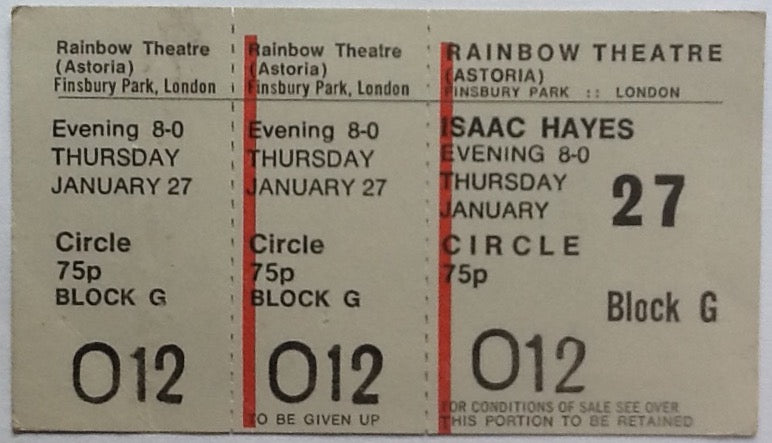 Rainbow Theatre
(Astoria)
Finsbury Park, London
Evening 8-0
THURSDAY
JANUARY 27
Circle
75p
BLOCK G
O12
Rainbow Theatre
(Astoria)
Finsbury Park, London
Evening 8-0
THURSDAY
JANUARY 27
Circle
75p
BLOCK G
O12
TO BE GIVEN UP
RAINBOW THEATRE
(ASTORIA)
FINSBURY PARK :: LONDON
ISAAC HAYES
EVENING 8-0
THURSDAY
JANUARY 27
CIRCLE
75p
Block G
O12
FOR CONDITIONS OF SALE SEE OVER
THIS PORTION TO BE RETAINED